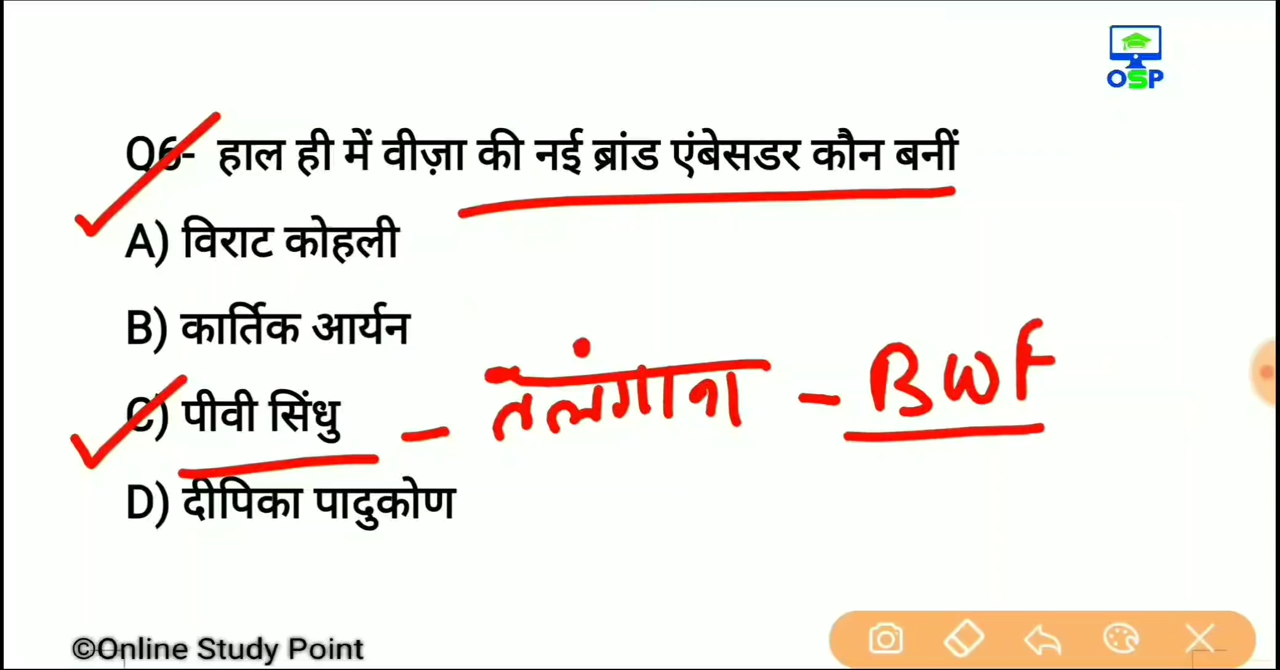 OSP
Q6- हाल ही में वीज़ा की नई ब्रांड एंबेसडर कौन बनीं
A) विराट कोहली
B) कार्तिक आर्यन
C) पीवी सिंधु - तेलंगाना - BWF
D) दीपिका पादुकोण
©Online Study Point